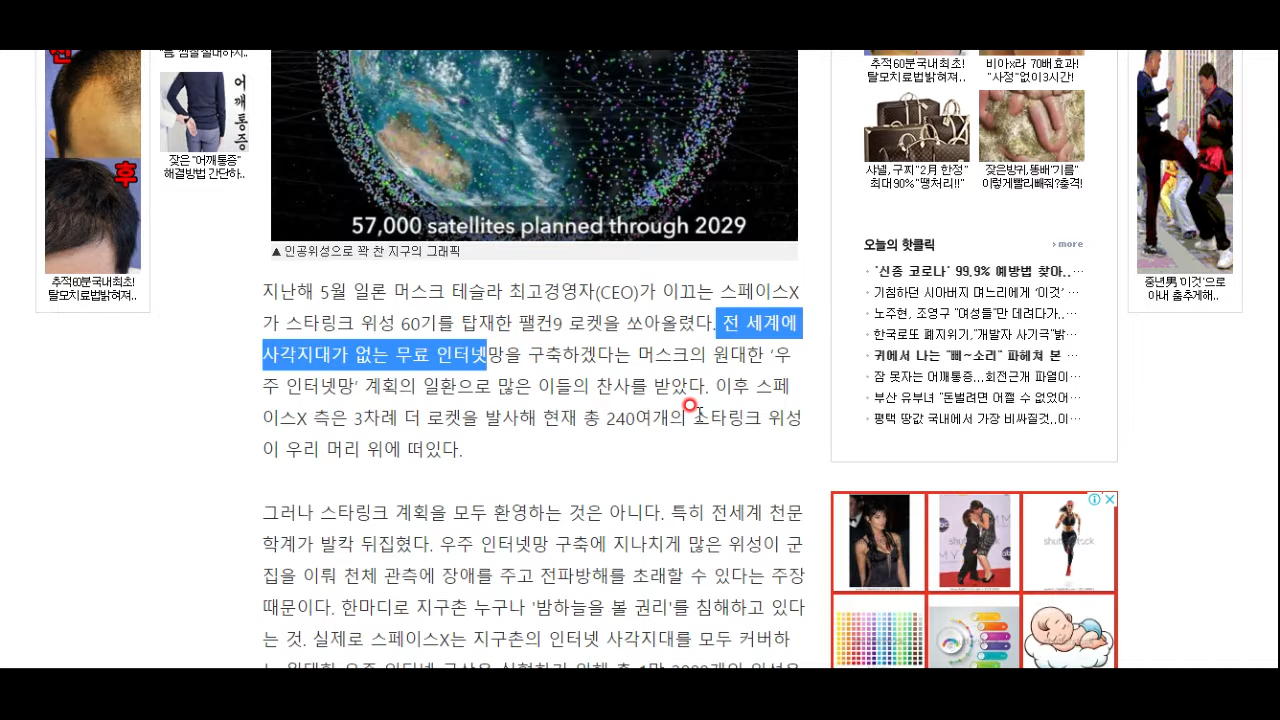 전
후
추적60분국내최초!
탈모치료법밝혀져..
어깨통증
잦은 "어깨통증"
해결방법 간단하..
57,000 satellites planned through 2029
▲ 인공위성으로 꽉 찬 지구의 그래픽
지난해 5월 일론 머스크 테슬라 최고경영자(CEO)가 이끄는 스페이스X
가 스타링크 위성 60기를 탑재한 팰컨9 로켓을 쏘아올렸다. 전 세계에
사각지대가 없는 무료 인터넷망을 구축하겠다는 머스크의 원대한 '우
주 인터넷망' 계획의 일환으로 많은 이들의 찬사를 받았다. 이후 스페
이스X 측은 3차례 더 로켓을 발사해 현재 총 240여개의 스타링크 위성
이 우리 머리 위에 떠있다.
그러나 스타링크 계획을 모두 환영하는 것은 아니다. 특히 전세계 천문
학계가 발칵 뒤집혔다. 우주 인터넷망 구축에 지나치게 많은 위성이 군
집을 이뤄 천체 관측에 장애를 주고 전파방해를 초래할 수 있다는 주장
때문이다. 한마디로 지구촌 누구나 '밤하늘을 볼 권리'를 침해하고 있다
는 것. 실제로 스페이스X는 지구촌의 인터넷 사각지대를 모두 커버하
추적60분국내최초!
탈모치료법밝혀져..
비아x라 70배효과!
"사정"없이3시간!
샤넬,구찌"2月 한정"
최대90%"땡처리!!"
잦은방귀,똥배"기름"
이렇게빨리빼줘?충격!
오늘의 핫클릭
› more
'신종 코로나' 99.9% 예방법 찾아..…
기침하던 시아버지 며느리에게 '이것' …
노주현, 조영구 "여성들"만 데려다가..…
한국로또 폐지위기,"개발자 사기극"밝…
귀에서 나는 "삐~소리" 파헤쳐 본 …
잠 못자는 어깨통증...회전근개 파열이…
부산 유부녀 "돈벌려면 어쩔 수 없었어…
평택 땅값 국내에서 가장 비싸질것..이…
중년男 '이것'으로
아내 춤추게해..
shutterstock